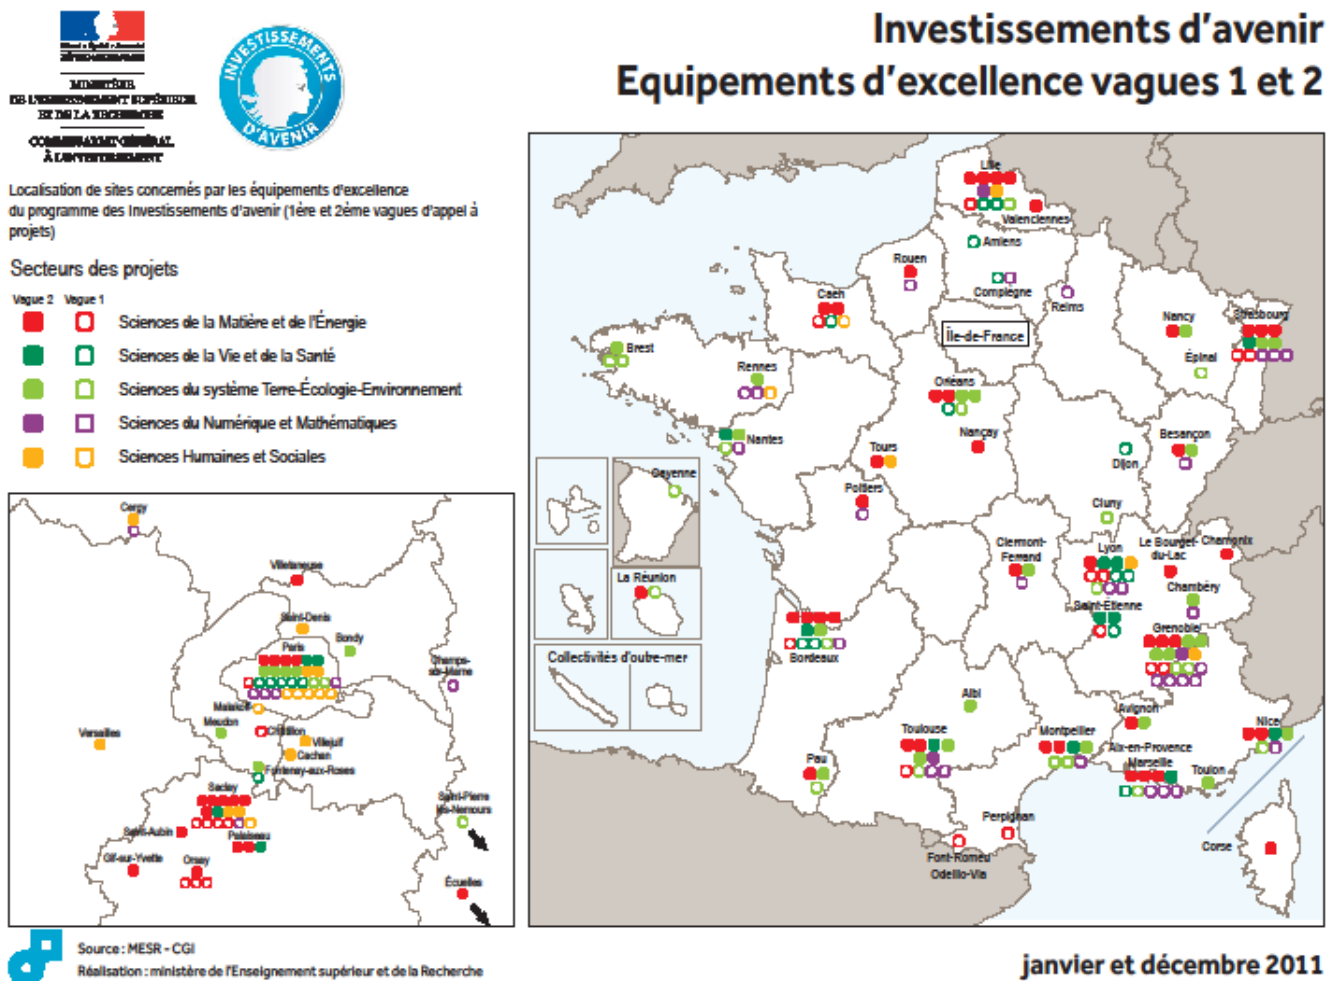 MINISTÈRE
DE L'ENSEIGNEMENT SUPÉRIEUR
ET DE LA RECHERCHE
COMMISSARIAT GÉNÉRAL
À L'INVESTISSEMENT
INVESTISSEMENTS
D'AVENIR
Investissements d'avenir
Equipements d'excellence vagues 1 et 2
Localisation de sites concernés par les équipements d'excellence
du programme des Investissements d'avenir (1ère et 2ème vagues d'appel à
projets)
Secteurs des projets
Vague 2 Vague 1
Sciences de la Matière et de l'Énergie
Sciences de la Vie et de la Santé
Sciences du système Terre-Écologie-Environnement
Sciences du Numérique et Mathématiques
Sciences Humaines et Sociales
Cergy
Villetaneuse
Saint-Denis
Bondy
Paris
Champs-
sur-Marne
Malakoff
Meudon
Châtillon
Versailles
Villejuif
Cachan
Fontenay-aux-Roses
Saclay
Saint-Pierre
lès-Nemours
Saint-Aubin
Palaiseau
Gif-sur-Yvette
Orsay
Écuelles
Lille
Valenciennes
Amiens
Rouen
Compiègne
Reims
Caen
Île-de-France
Nancy
Strasbourg
Épinal
Brest
Rennes
Orléans
Nantes
Tours
Nançay
Dijon
Besançon
Guyane
Poitiers
Cluny
Clermont-
Ferrand
Lyon
Le Bourget-
du-Lac
Chamonix
La Réunion
Chambéry
Saint-Étienne
Grenoble
Bordeaux
Collectivités d'outre-mer
Albi
Avignon
Toulouse
Montpellier
Nice
Aix-en-Provence
Marseille
Pau
Toulon
Perpignan
Font-Romeu
Odeillo-Via
Corse
Source : MESR - CGI
Réalisation : ministère de l'Enseignement supérieur et de la Recherche
janvier et décembre 2011